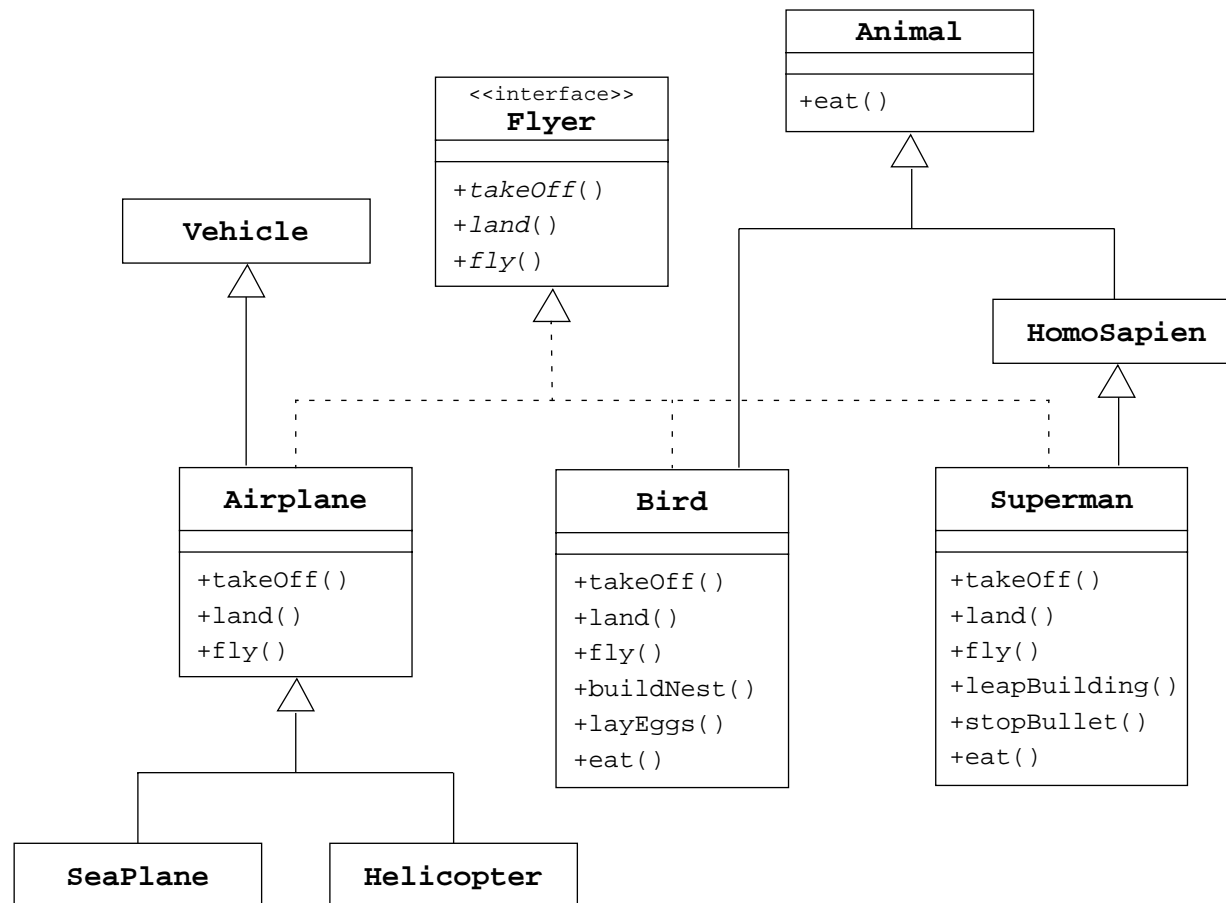 Animal
+eat()
<<interface>>
Flyer
+takeOff()
+land()
+fly()
Vehicle
HomoSapien
Airplane
+takeOff()
+land()
+fly()
Bird
+takeOff()
+land()
+fly()
+buildNest()
+layEggs()
+eat()
Superman
+takeOff()
+land()
+fly()
+leapBuilding()
+stopBullet()
+eat()
SeaPlane
Helicopter